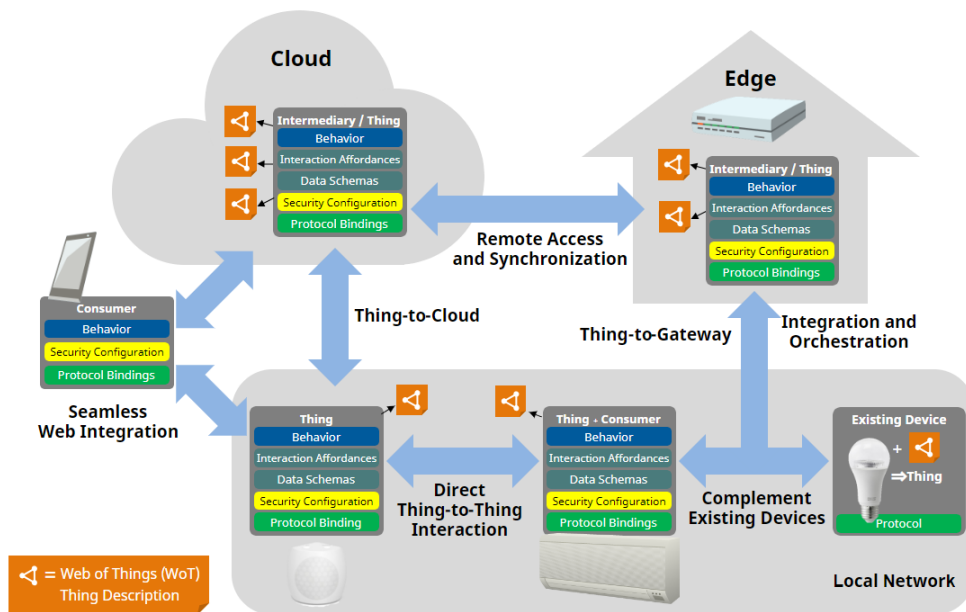 Cloud
Intermediary / Thing
Behavior
Interaction Affordances
Data Schemas
Security Configuration
Protocol Bindings
Edge
Intermediary / Thing
Behavior
Interaction Affordances
Data Schemas
Security Configuration
Protocol Bindings
Remote Access
and Synchronization
Consumer
Behavior
Security Configuration
Protocol Bindings
Thing-to-Cloud
Thing-to-Gateway
Integration and
Orchestration
Seamless
Web Integration
Thing
Behavior
Interaction Affordances
Data Schemas
Security Configuration
Protocol Binding
Direct
Thing-to-Thing
Interaction
Thing + Consumer
Behavior
Interaction Affordances
Data Schemas
Security Configuration
Protocol Bindings
Complement
Existing Devices
Existing Device
+
⇒Thing
Protocol
= Web of Things (WoT)
Thing Description
Local Network